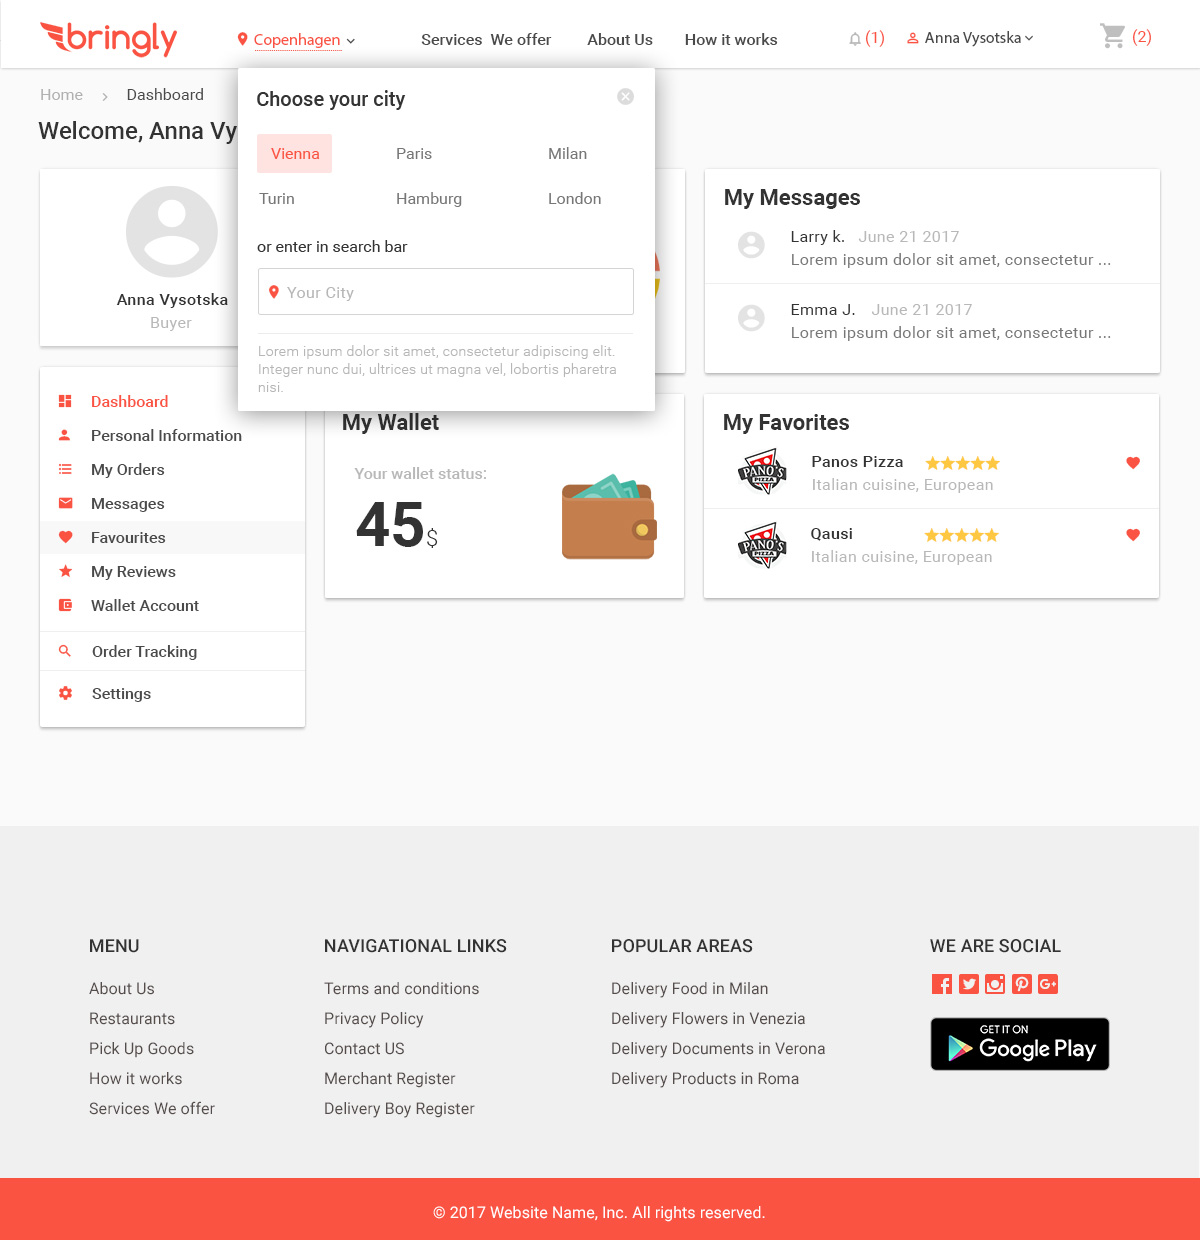 bringly
Copenhagen
Services We offer
About Us
How it works
(1)
Anna Vysotska
(2)
Home
Dashboard
Welcome, Anna Vy
Choose your city
Vienna
Paris
Milan
Turin
Hamburg
London
or enter in search bar
Your City
Lorem ipsum dolor sit amet, consectetur adipiscing elit.
Integer nunc dui, ultrices ut magna vel, lobortis pharetra
nisi.
Anna Vysotska
Buyer
My Messages
Larry k. June 21 2017
Lorem ipsum dolor sit amet, consectetur ...
Emma J. June 21 2017
Lorem ipsum dolor sit amet, consectetur ...
Dashboard
Personal Information
My Orders
Messages
Favourites
My Reviews
Wallet Account
Order Tracking
Settings
My Wallet
Your wallet status:
45$
My Favorites
PANO'S
PIZZA
Panos Pizza
Italian cuisine, European
PANO'S
PIZZA
Qausi
Italian cuisine, European
MENU
About Us
Restaurants
Pick Up Goods
How it works
Services We offer
NAVIGATIONAL LINKS
Terms and conditions
Privacy Policy
Contact US
Merchant Register
Delivery Boy Register
POPULAR AREAS
Delivery Food in Milan
Delivery Flowers in Venezia
Delivery Documents in Verona
Delivery Products in Roma
WE ARE SOCIAL
GET IT ON
Google Play
© 2017 Website Name, Inc. All rights reserved.